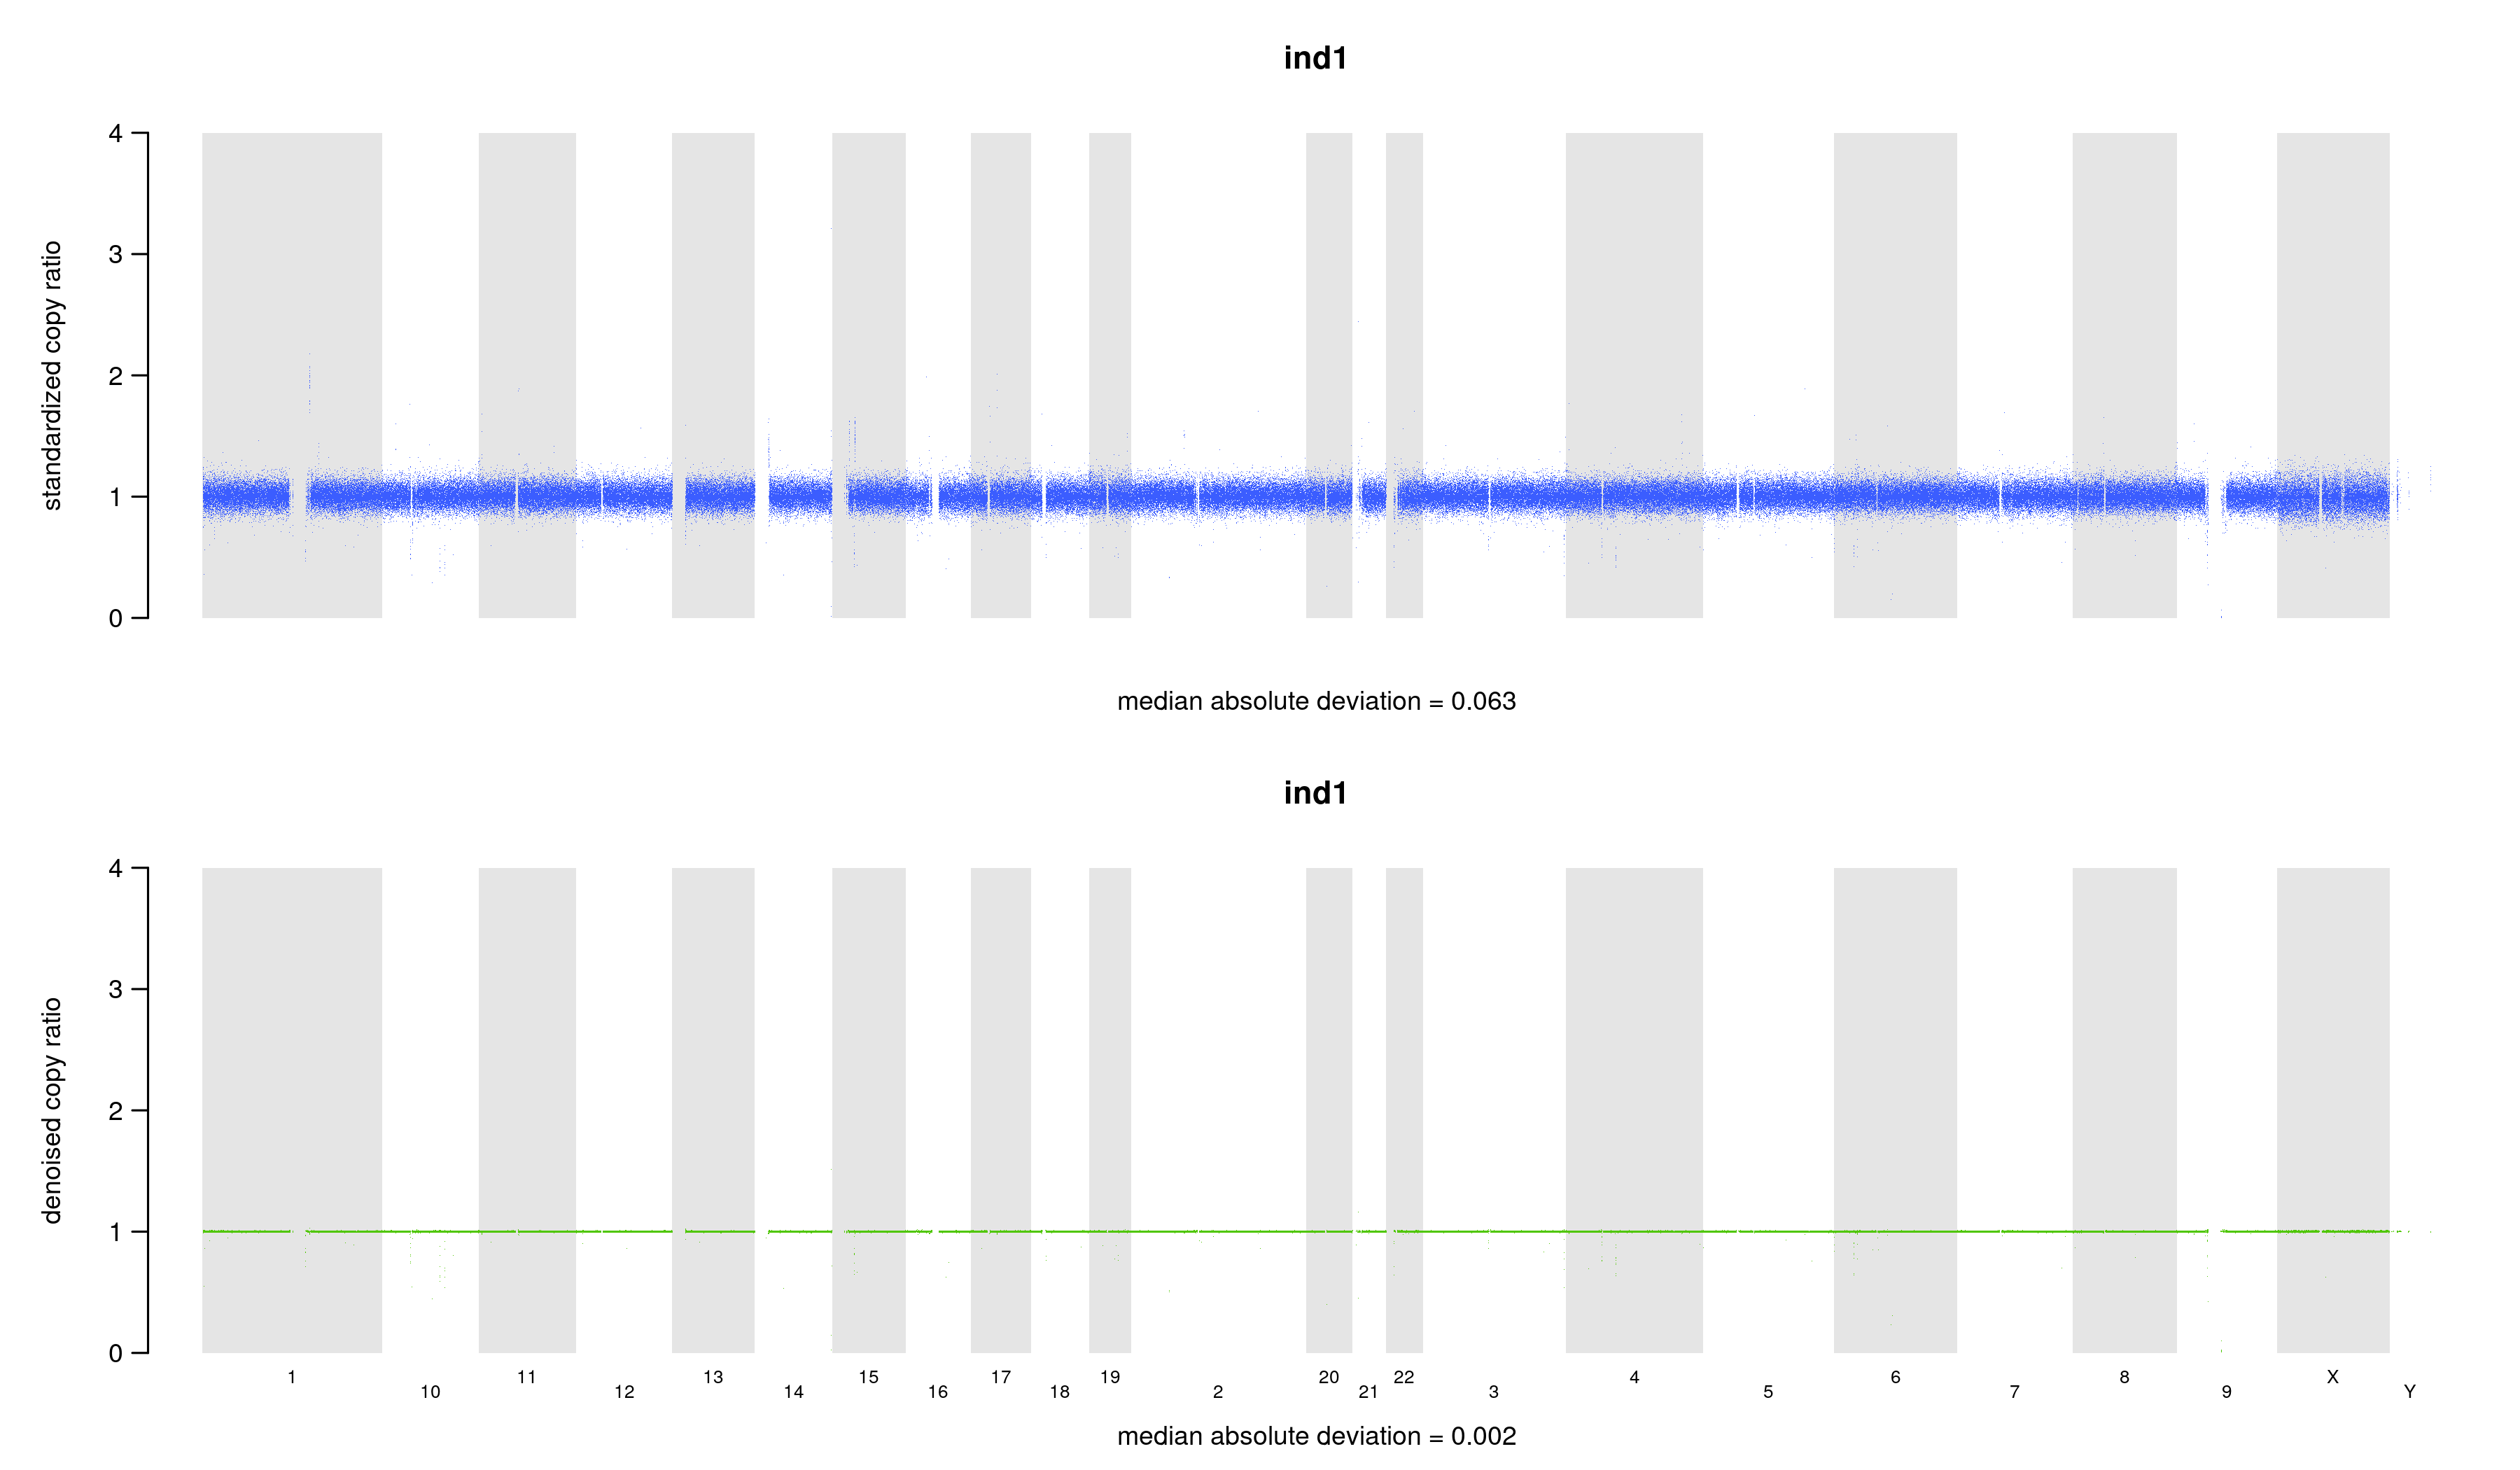 ind1
standardized copy ratio
4
3
2
1
0
median absolute deviation = 0.063
ind1
denoised copy ratio
4
3
2
1
0
1 10 11 12 13 14 15 16 17 18 19 2 20 21 22 3 4 5 6 7 8 9 X Y
median absolute deviation = 0.002